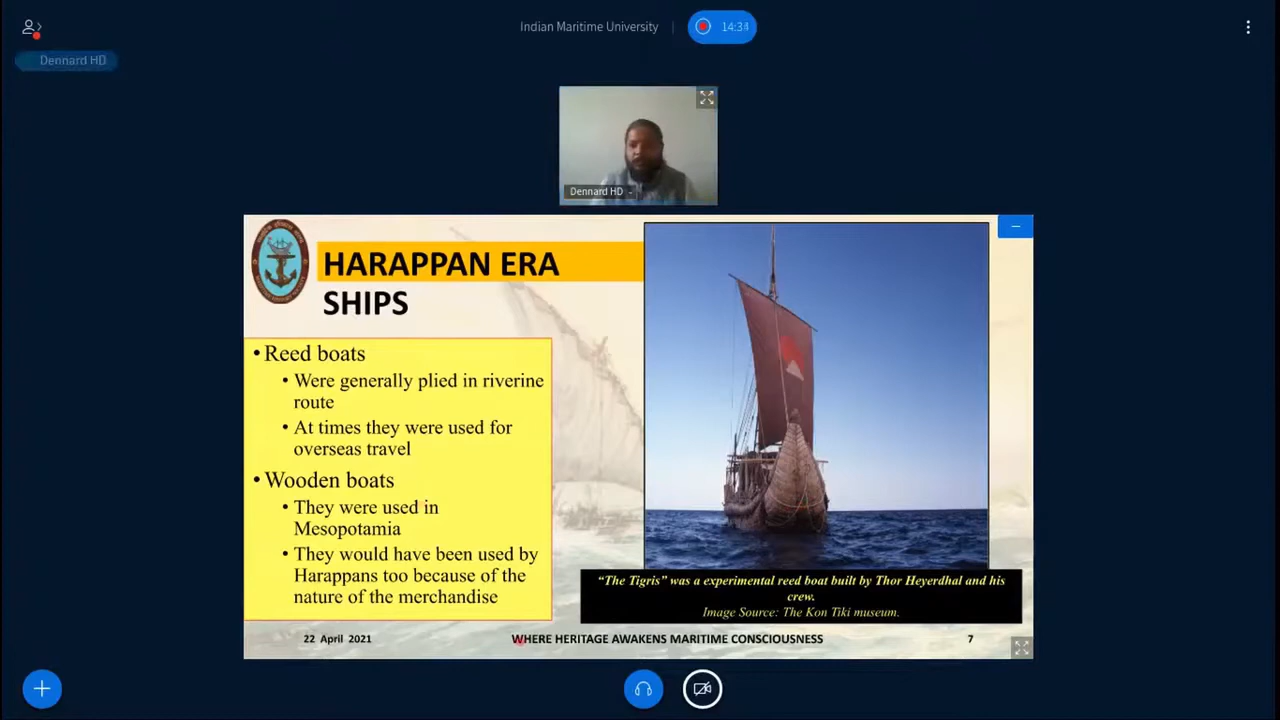 Indian Maritime University
14:34
Dennard HD
Dennard HD
HARAPPAN ERA
SHIPS
• Reed boats
• Were generally plied in riverine
route
• At times they were used for
overseas travel
• Wooden boats
• They were used in
Mesopotamia
• They would have been used by
Harappans too because of the
nature of the merchandise
“The Tigris” was a experimental reed boat built by Thor Heyerdhal and his
crew.
Image Source: The Kon Tiki museum.
22 April 2021
WHERE HERITAGE AWAKENS MARITIME CONSCIOUSNESS
7